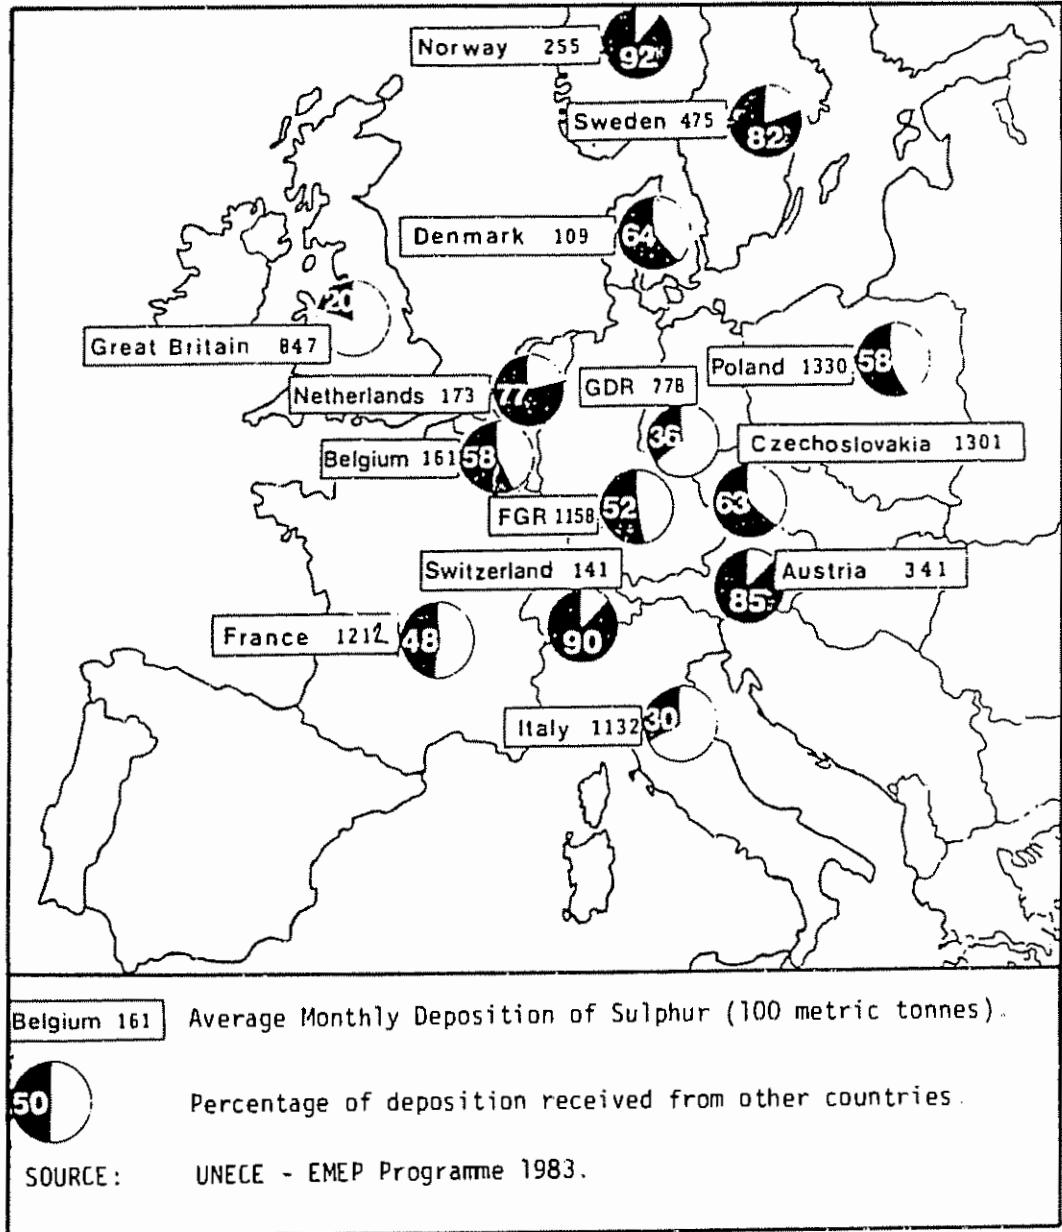 Norway 255
92%
Sweden 475
82%
Denmark 109
64
20
Great Britain 847
Netherlands 173
77
GDR 778
Poland 1330
58
36
Czechoslovakia 1301
Belgium 161
58
FGR 1158
52
63
Switzerland 141
Austria 341
85%
France 1212
48
90
Italy 1132
30
Belgium 161 Average Monthly Deposition of Sulphur (100 metric tonnes).
50 Percentage of deposition received from other countries.
SOURCE: UNECE - EMEP Programme 1983.